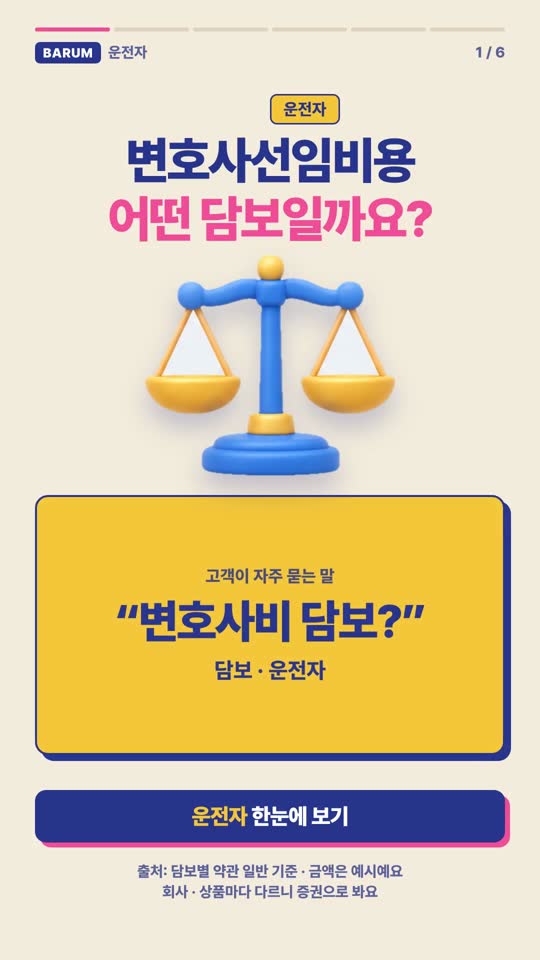 BARUM 운전자 1 / 6
운전자
변호사선임비용
어떤 담보일까요?
고객이 자주 묻는 말
“변호사비 담보?”
담보 · 운전자
운전자 한눈에 보기
출처: 담보별 약관 일반 기준 · 금액은 예시예요
회사 · 상품마다 다르니 증권으로 봐요